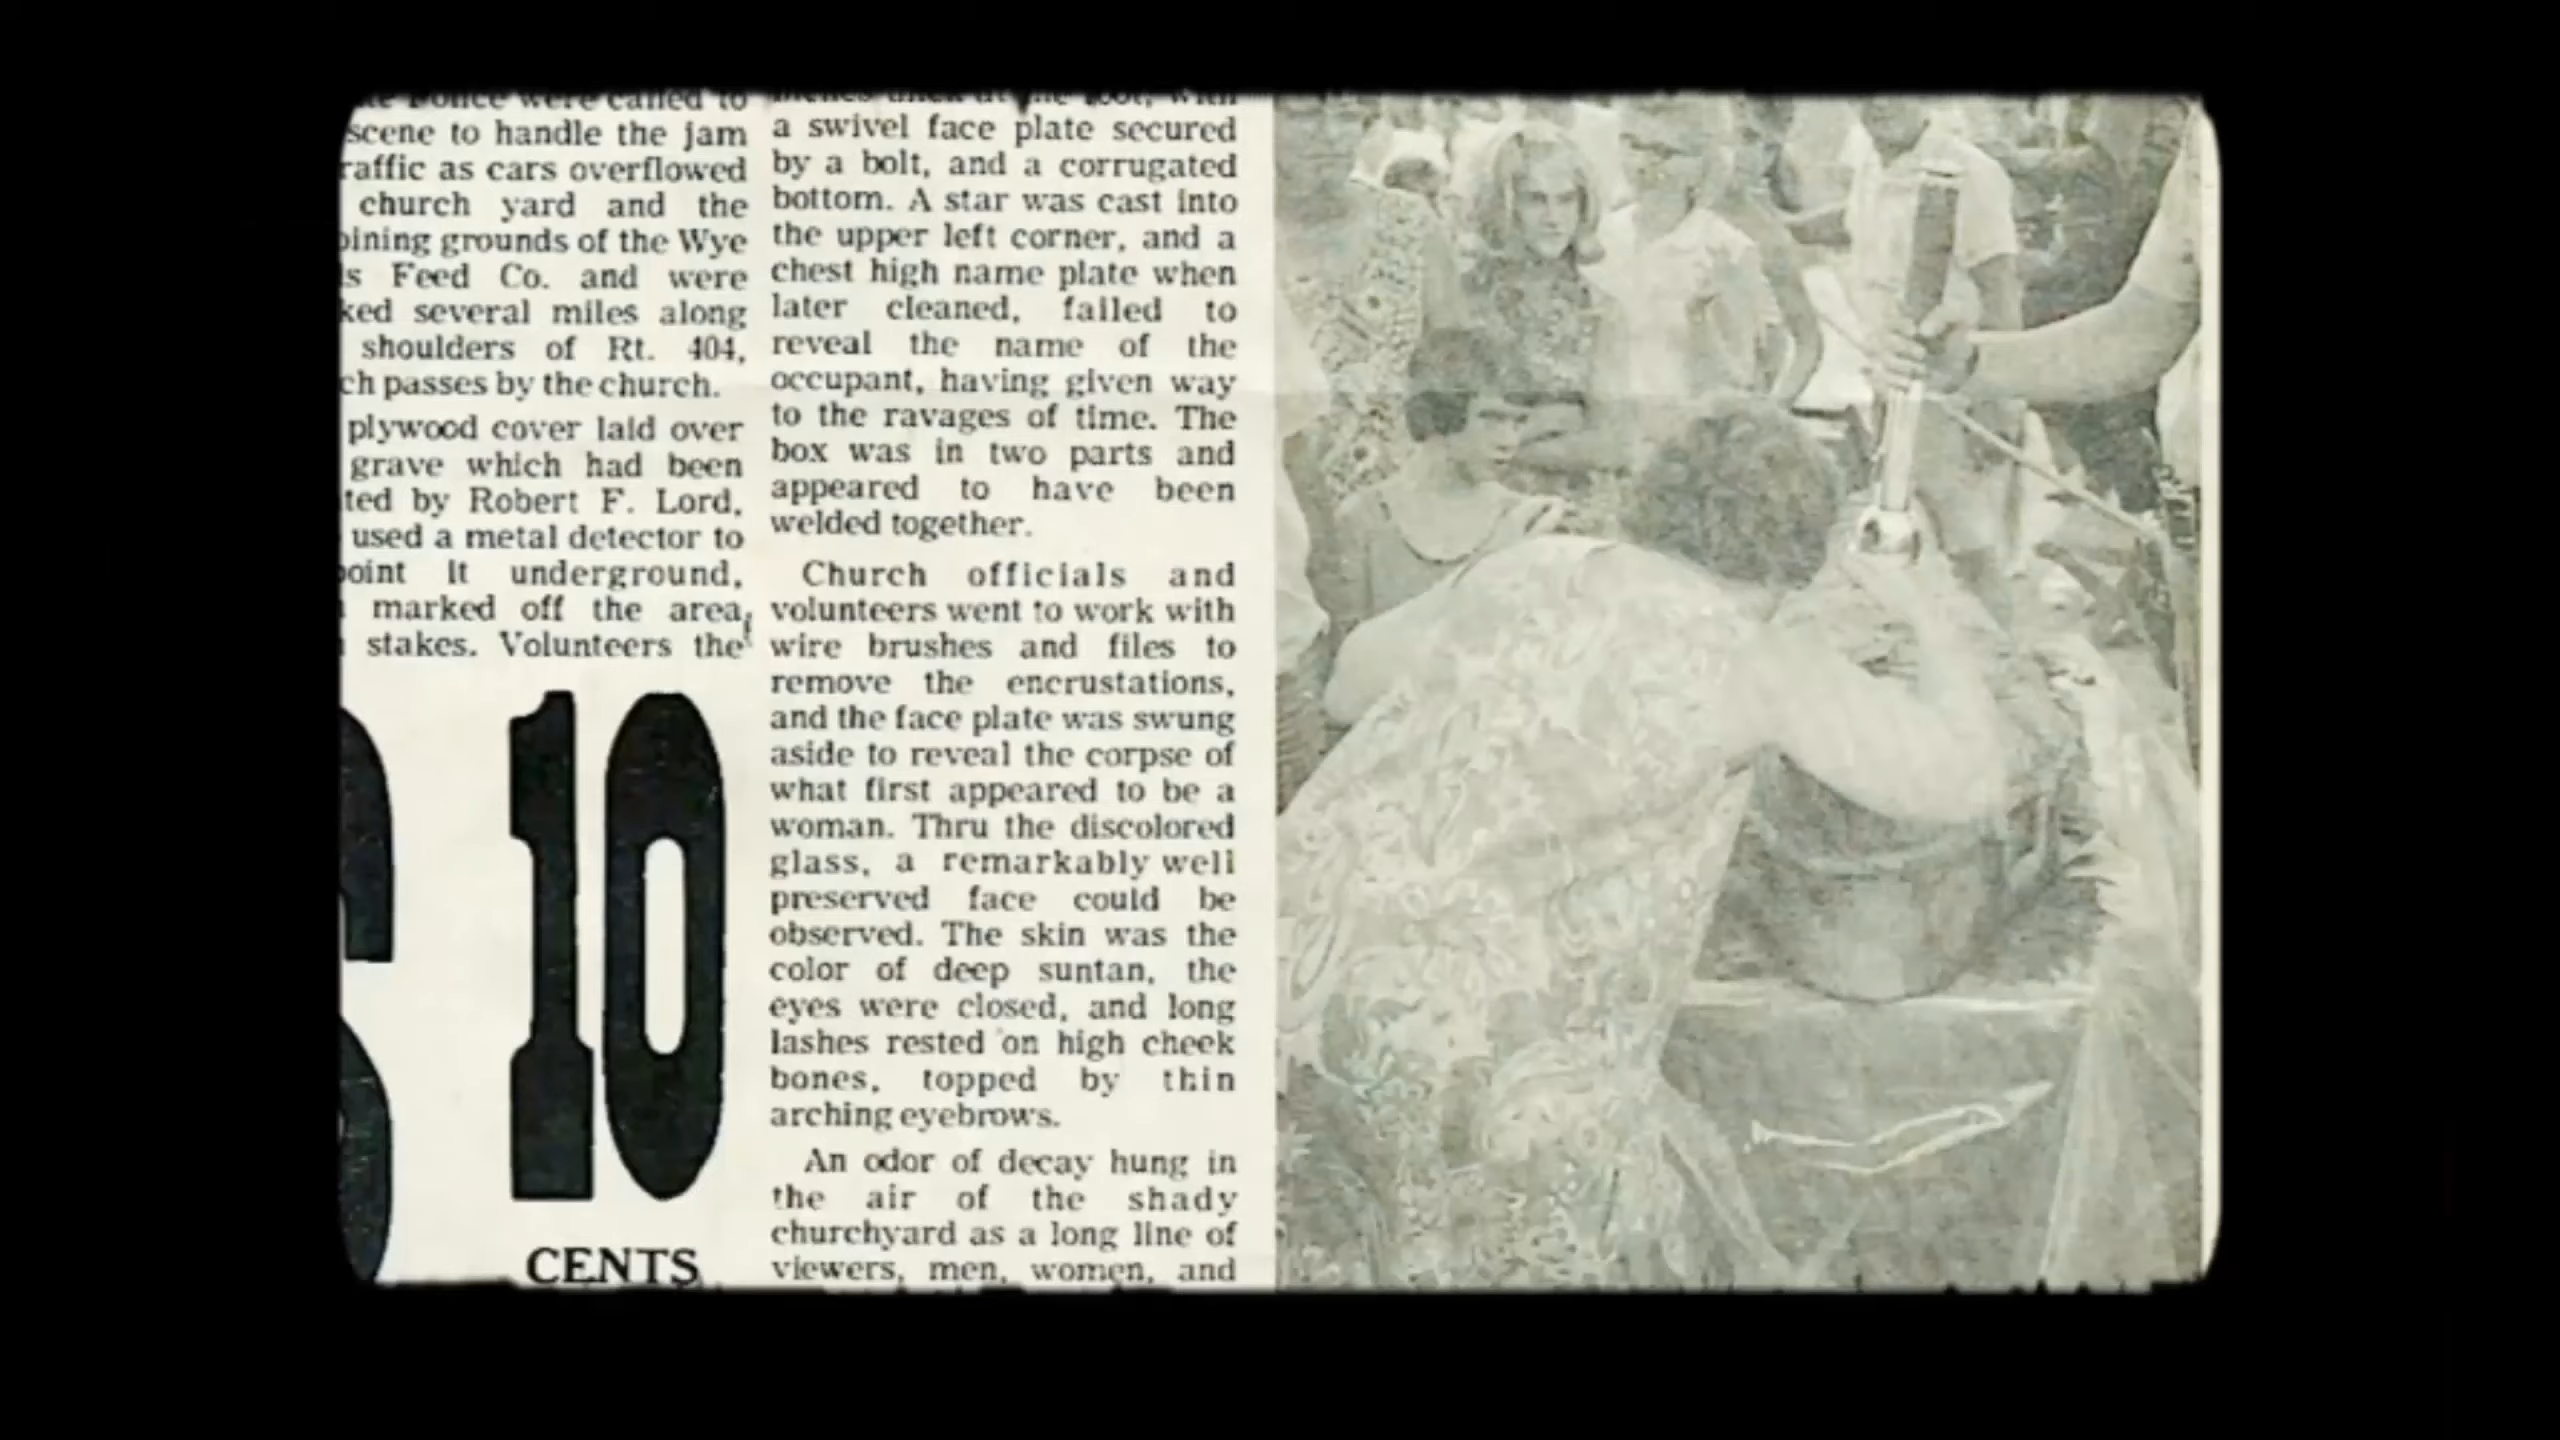 Police were called to
scene to handle the jam
raffic as cars overflowed
church yard and the
oining grounds of the Wye
ls Feed Co. and were
ked several miles along
shoulders of Rt. 404,
ch passes by the church.
plywood cover laid over
grave which had been
ted by Robert F. Lord,
used a metal detector to
point it underground,
marked off the area,
stakes. Volunteers the
10
CENTS
a swivel face plate secured
by a bolt, and a corrugated
bottom. A star was cast into
the upper left corner, and a
chest high name plate when
later cleaned, failed to
reveal the name of the
occupant, having given way
to the ravages of time. The
box was in two parts and
appeared to have been
welded together.
Church officials and
volunteers went to work with
wire brushes and files to
remove the encrustations,
and the face plate was swung
aside to reveal the corpse of
what first appeared to be a
woman. Thru the discolored
glass, a remarkably well
preserved face could be
observed. The skin was the
color of deep suntan, the
eyes were closed, and long
lashes rested on high cheek
bones, topped by thin
arching eyebrows.
An odor of decay hung in
the air of the shady
churchyard as a long line of
viewers, men, women, and